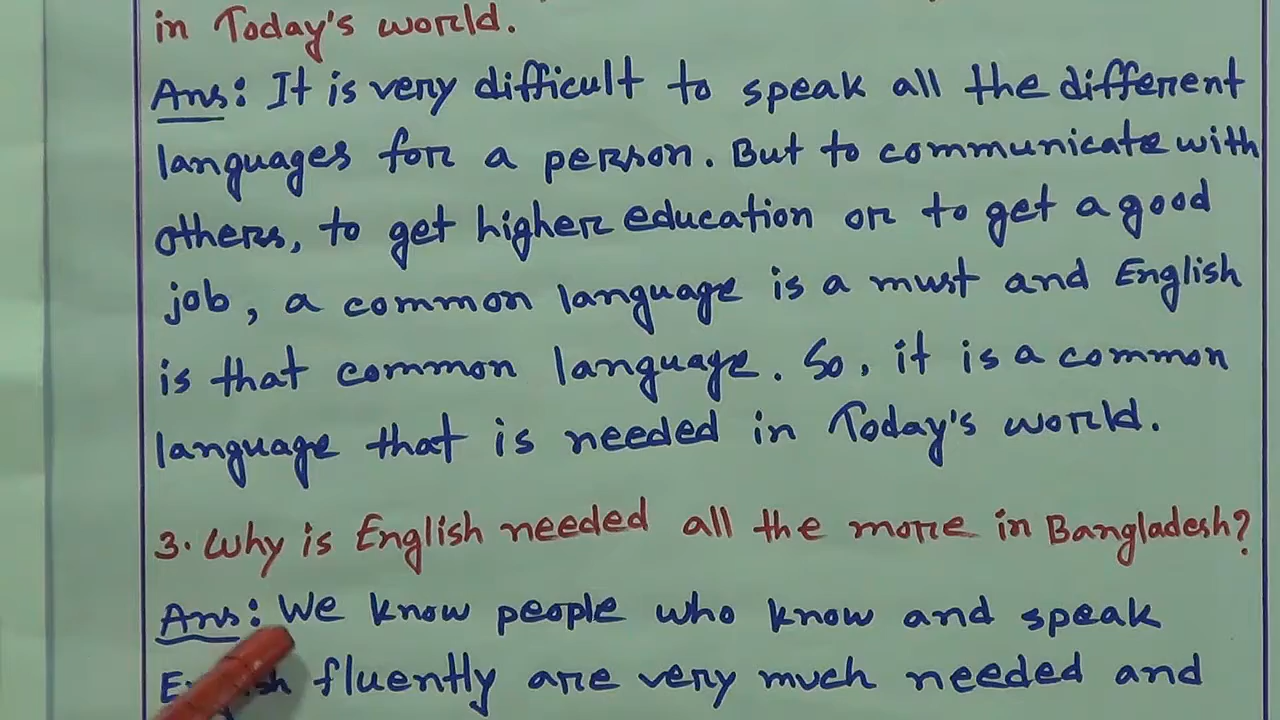 in Today's world.
Ans: It is very difficult to speak all the different
languages for a person. But to communicate with
others, to get higher education or to get a good
job, a common language is a must and English
is that common language. So, it is a common
language that is needed in Today's world.
3. Why is English needed all the more in Bangladesh?
Ans: We know people who know and speak
English fluently are very much needed and